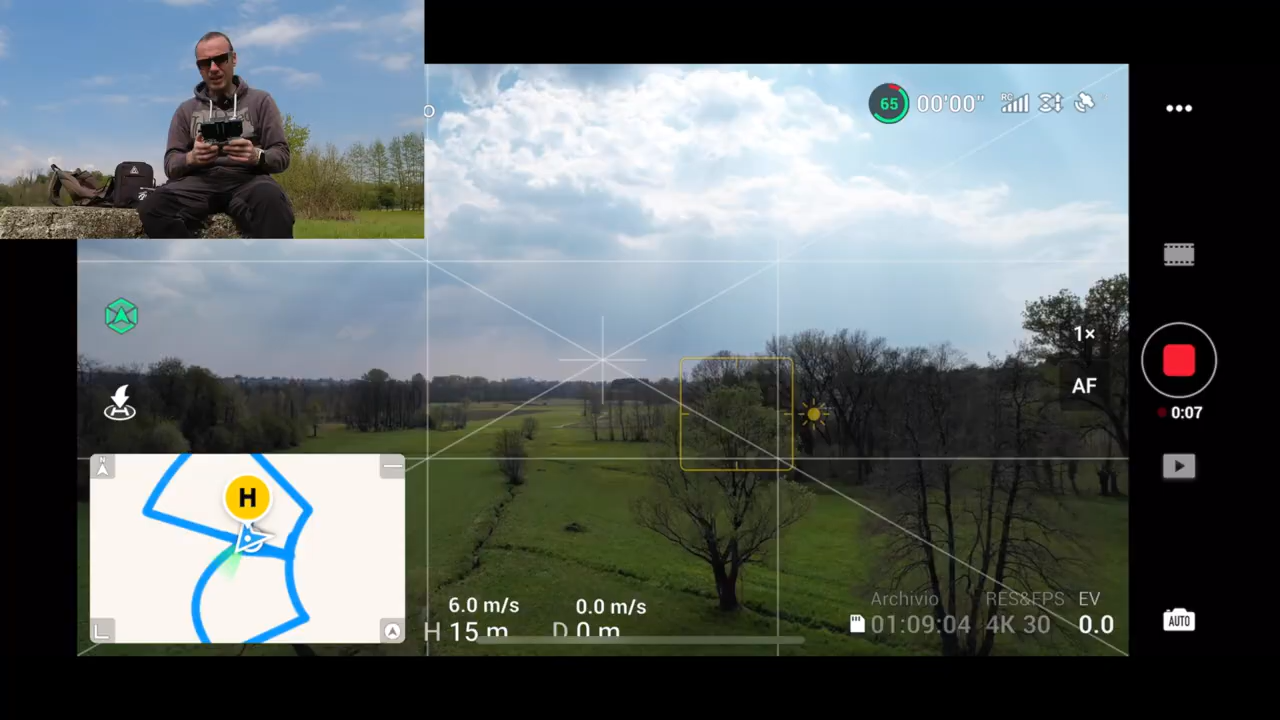 65 00'00" RC
1×
AF
0:07
N
H
6.0 m/s 0.0 m/s
H 15 m D 0 m
Archivio RES&FPS EV
01:09:04 4K 30 0.0
AUTO